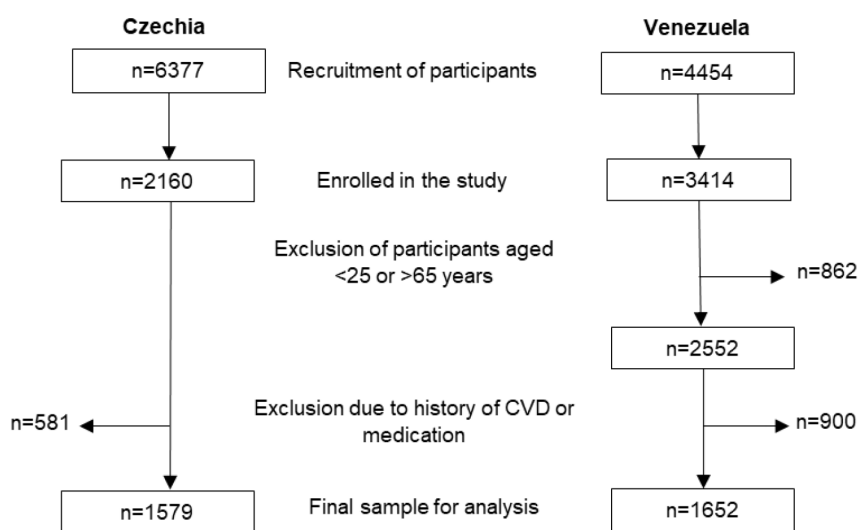 Czechia
Venezuela
n=6377
Recruitment of participants
n=4454
n=2160
Enrolled in the study
n=3414
Exclusion of participants aged
<25 or >65 years
n=862
n=2552
n=581
Exclusion due to history of CVD or
medication
n=900
n=1579
Final sample for analysis
n=1652